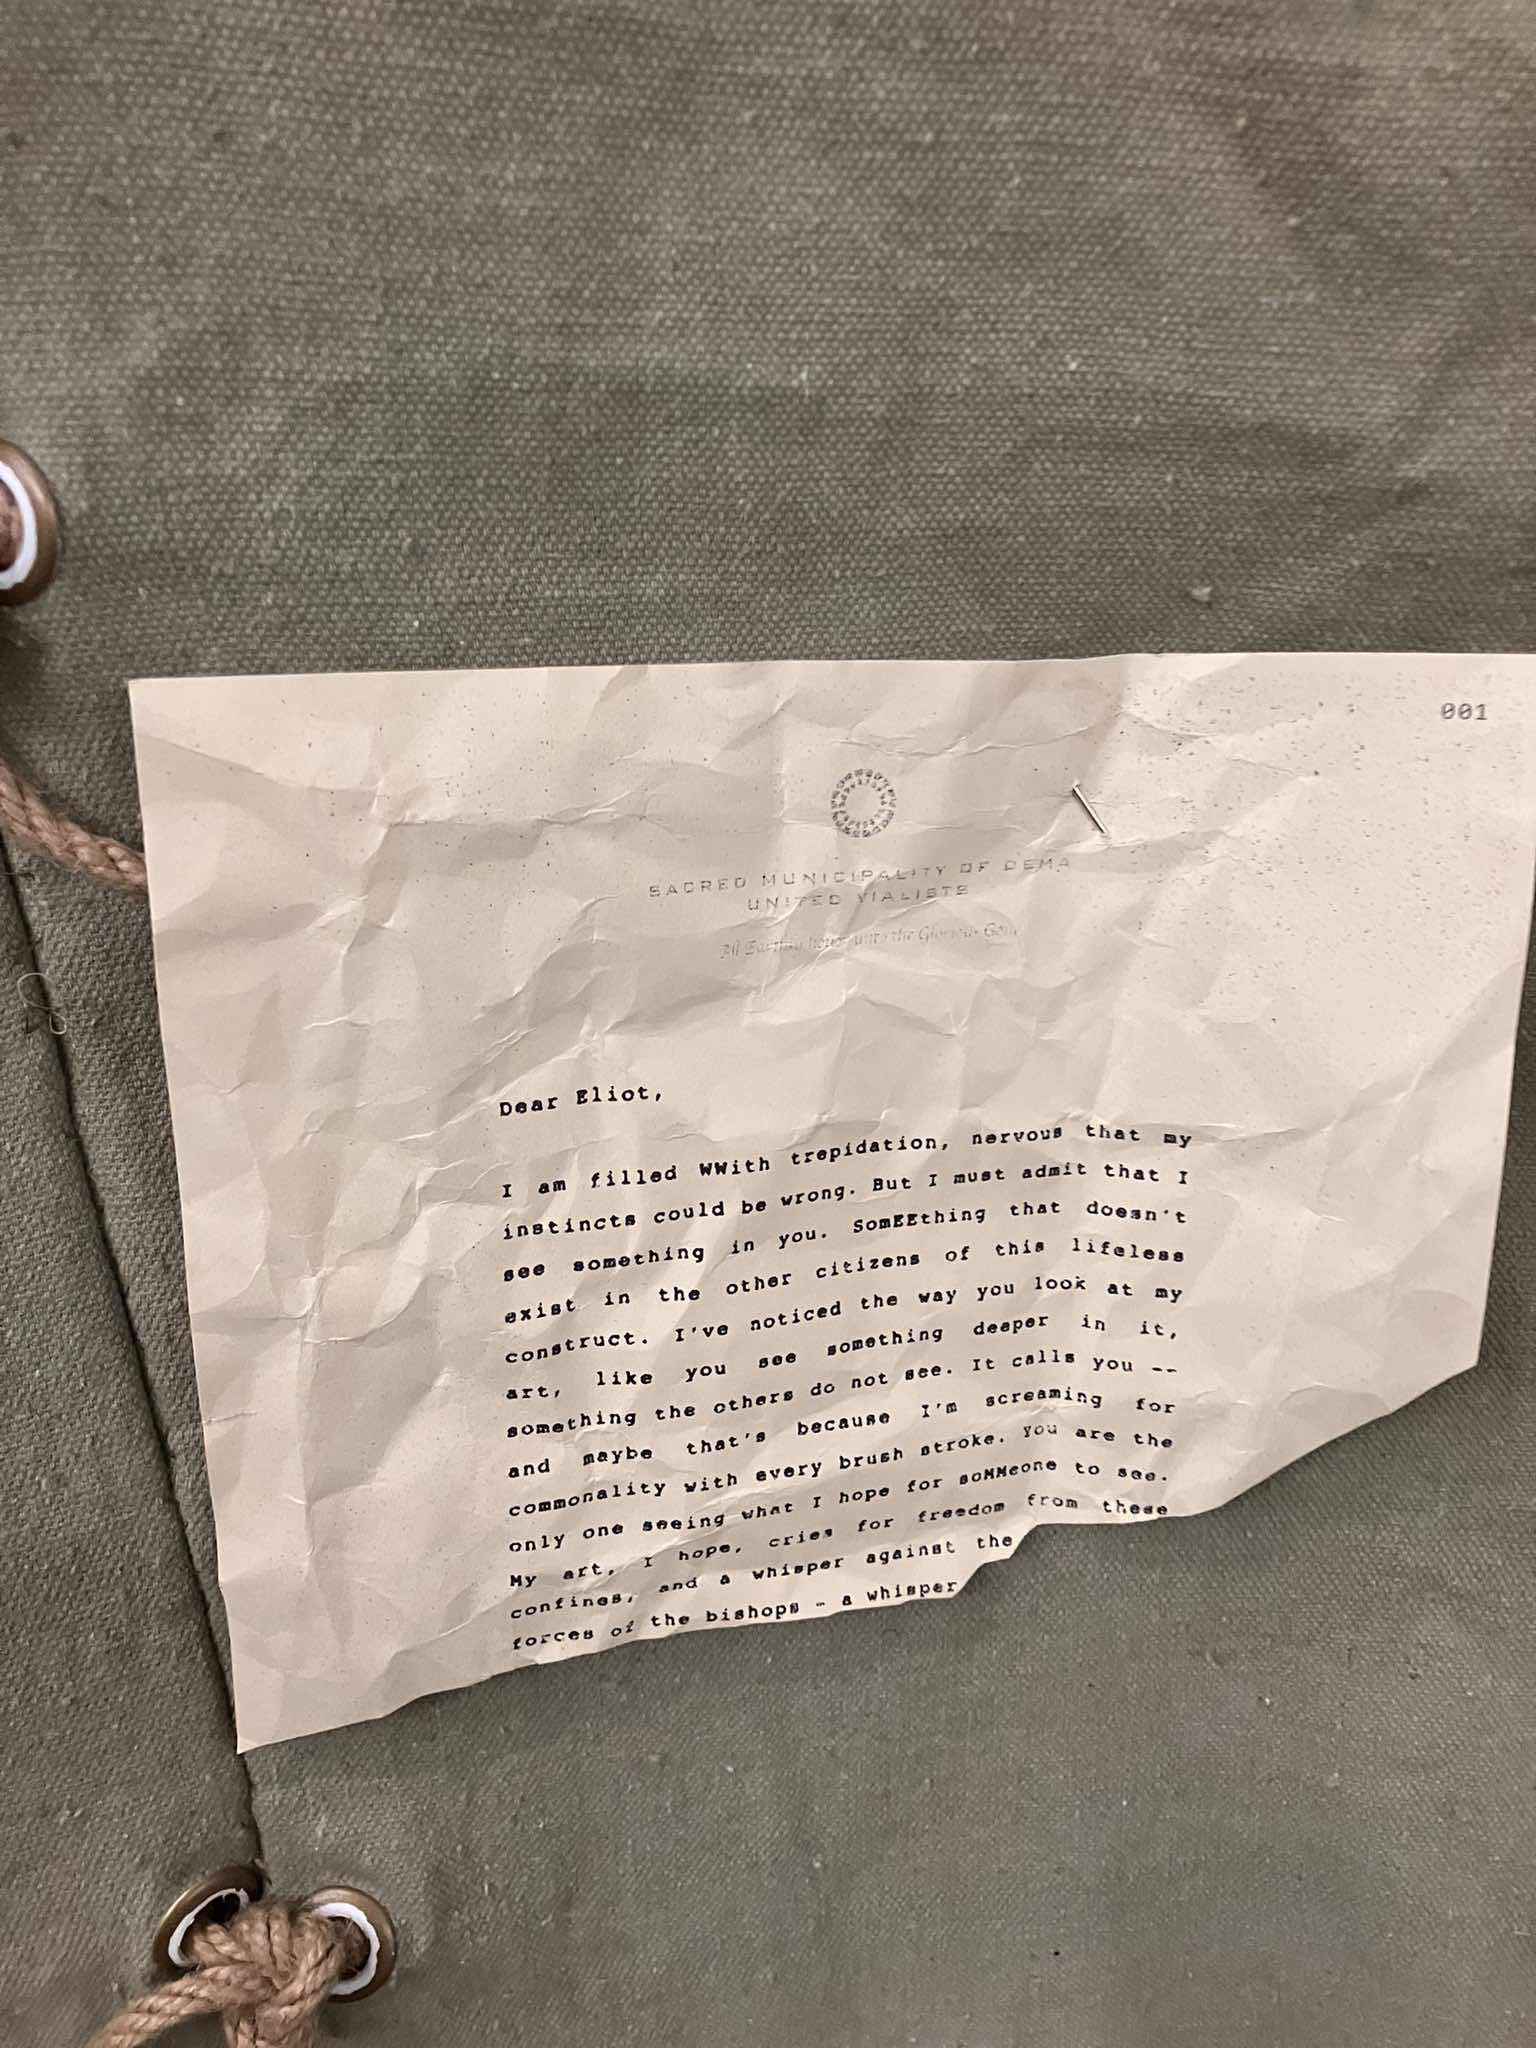 001
SACRED MUNICIPALITY OF DEMA
UNITED VIALISTS
All Earthly honor unto the Glorious Gone
Dear Eliot,
I am filled WWith trepidation, nervous that my
instincts could be wrong. But I must admit that I
see something in you. SomEEthing that doesn't
exist in the other citizens of this lifeless
construct. I've noticed the way you look at my
art, like you see something deeper in it,
something the others do not see. It calls you --
and maybe that's because I'm screaming for
commonality with every brush stroke. You are the
only one seeing what I hope for soMMeone to see.
My art, I hope, cries for freedom from these
confines, and a whisper against the
forces of the bishops - a whisper